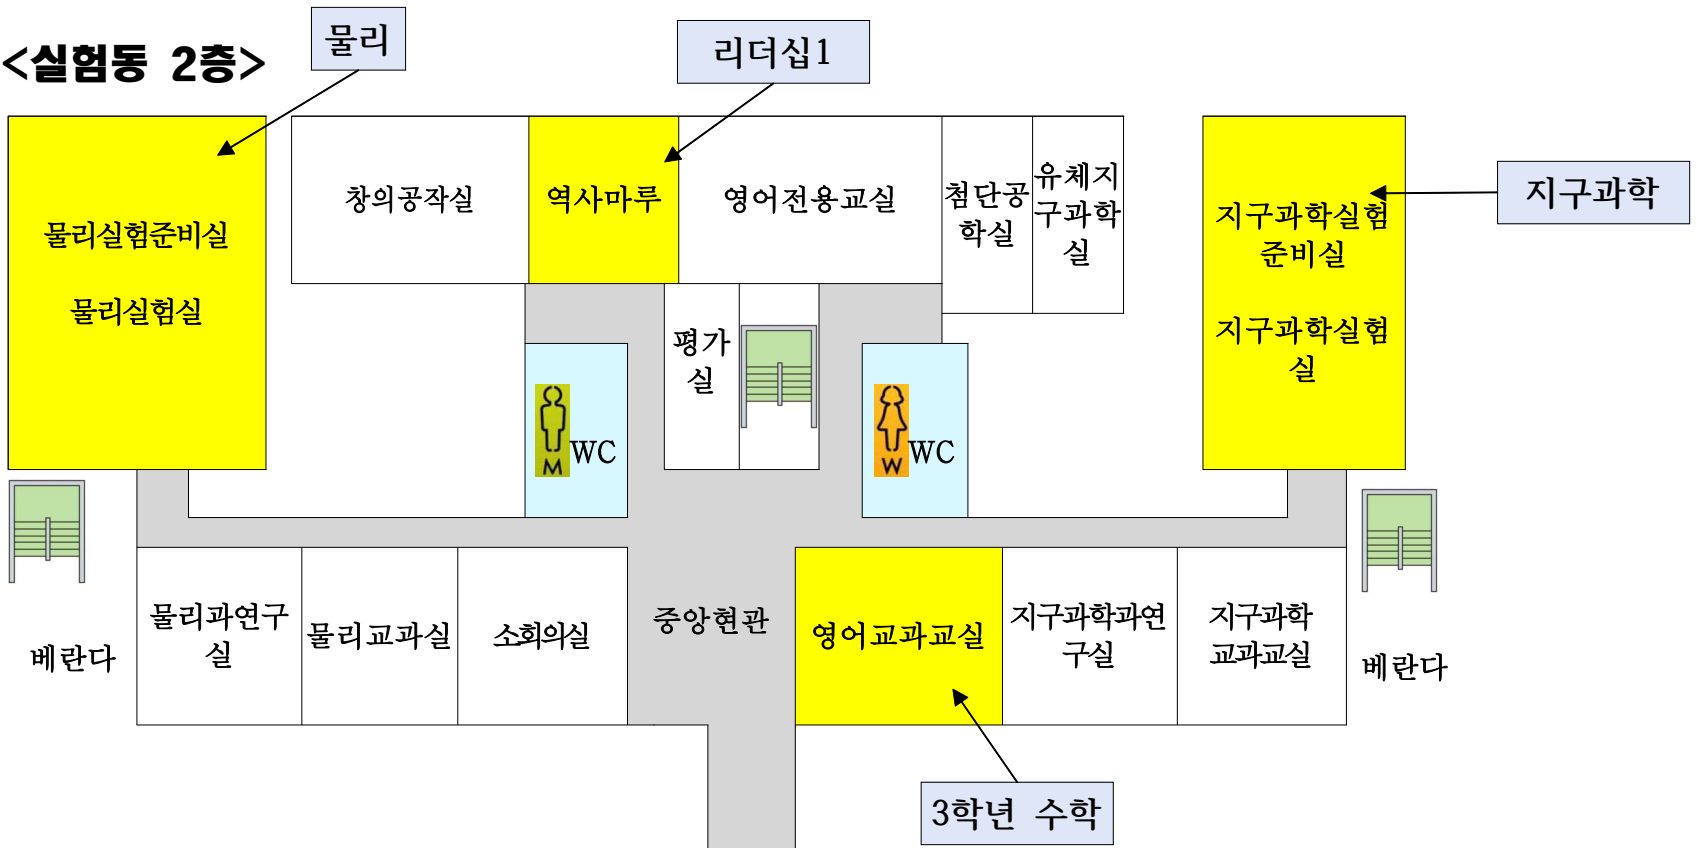 <실험동 2층>
물리
리더십1
지구과학
창의공작실
역사마루
영어전용교실
첨단공
학실
유체지
구과학
실
물리실험준비실
물리실험실
지구과학실험
준비실
지구과학실험
실
평가
실
M
WC
W
WC
물리과연구
실
물리교과실
소회의실
중앙현관
영어교과교실
지구과학과연
구실
지구과학
교과교실
베란다
베란다
3학년 수학